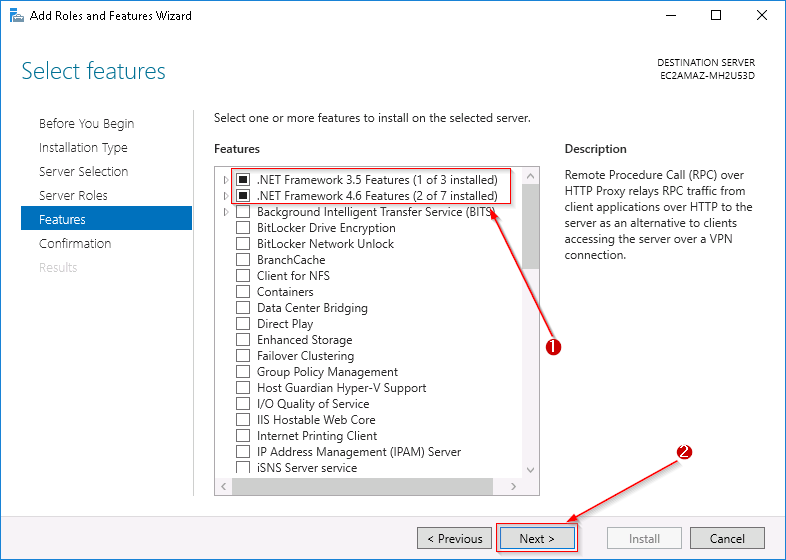 Add Roles and Features Wizard
Select features
DESTINATION SERVER
EC2AMAZ-MH2U53D
Before You Begin
Installation Type
Server Selection
Server Roles
Features
Confirmation
Results
Select one or more features to install on the selected server.
Features
.NET Framework 3.5 Features (1 of 3 installed)
.NET Framework 4.6 Features (2 of 7 installed)
Background Intelligent Transfer Service (BITS)
BitLocker Drive Encryption
BitLocker Network Unlock
BranchCache
Client for NFS
Containers
Data Center Bridging
Direct Play
Enhanced Storage
Failover Clustering
Group Policy Management
Host Guardian Hyper-V Support
I/O Quality of Service
IIS Hostable Web Core
Internet Printing Client
IP Address Management (IPAM) Server
iSNS Server service
Description
Remote Procedure Call (RPC) over
HTTP Proxy relays RPC traffic from
client applications over HTTP to the
server as an alternative to clients
accessing the server over a VPN
connection.
1
2
< Previous
Next >
Install
Cancel